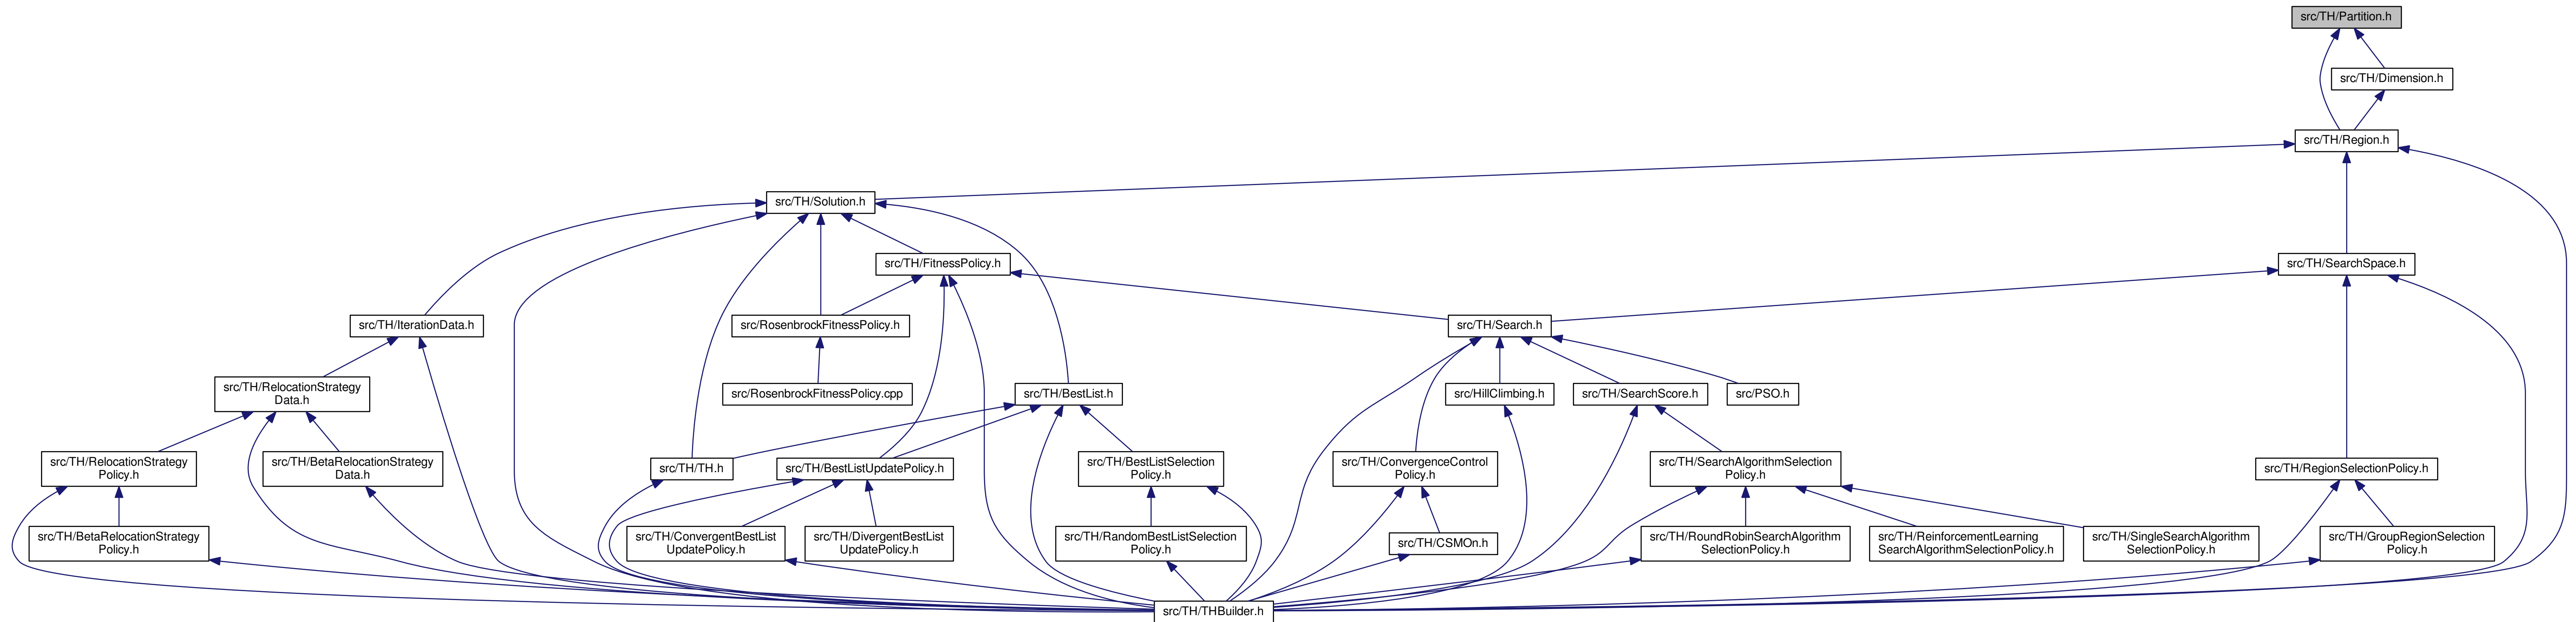 src/TH/Partition.h
src/TH/Dimension.h
src/TH/Region.h
src/TH/Solution.h
src/TH/FitnessPolicy.h
src/TH/SearchSpace.h
src/TH/IterationData.h
src/RosenbrockFitnessPolicy.h
src/TH/Search.h
src/TH/RelocationStrategy
Data.h
src/RosenbrockFitnessPolicy.cpp
src/TH/BestList.h
src/HillClimbing.h
src/TH/SearchScore.h
src/PSO.h
src/TH/RelocationStrategy
Policy.h
src/TH/BetaRelocationStrategy
Data.h
src/TH/TH.h
src/TH/BestListUpdatePolicy.h
src/TH/BestListSelection
Policy.h
src/TH/ConvergenceControl
Policy.h
src/TH/SearchAlgorithmSelection
Policy.h
src/TH/RegionSelectionPolicy.h
src/TH/BetaRelocationStrategy
Policy.h
src/TH/ConvergentBestList
UpdatePolicy.h
src/TH/DivergentBestList
UpdatePolicy.h
src/TH/RandomBestListSelection
Policy.h
src/TH/CSMOn.h
src/TH/RoundRobinSearchAlgorithm
SelectionPolicy.h
src/TH/ReinforcementLearning
SearchAlgorithmSelectionPolicy.h
src/TH/SingleSearchAlgorithm
SelectionPolicy.h
src/TH/GroupRegionSelection
Policy.h
src/TH/THBuilder.h